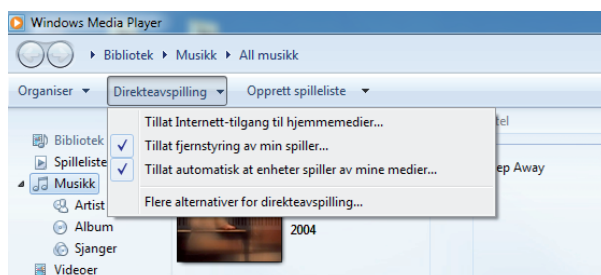 Windows Media Player
Bibliotek ▸ Musikk ▸ All musikk
Organiser Direkteavspilling Opprett spilleliste
Tillat Internett-tilgang til hjemmemedier...
Bibliotek
Tillat fjernstyring av min spiller...
Spilleliste
Tillat automatisk at enheter spiller av mine medier...
ep Away
Musikk
Artist
Flere alternativer for direkteavspilling...
Album
2004
Sjanger
Videoer